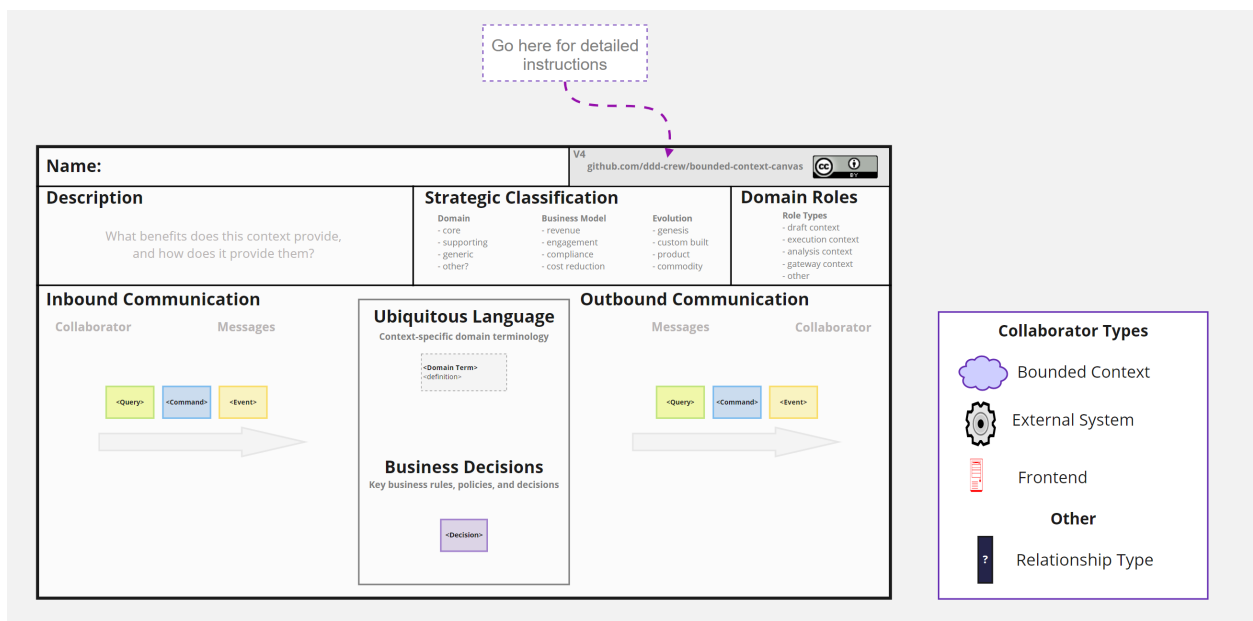 Go here for detailed
instructions
Name:
V4
github.com/ddd-crew/bounded-context-canvas
cc
BY
Description
What benefits does this context provide,
and how does it provide them?
Strategic Classification
Domain
- core
- supporting
- generic
- other?
Business Model
- revenue
- engagement
- compliance
- cost reduction
Evolution
- genesis
- custom built
- product
- commodity
Domain Roles
Role Types
- draft context
- execution context
- analysis context
- gateway context
- other
Inbound Communication
Collaborator
Messages
<Query>
<Command>
<Event>
Ubiquitous Language
Context-specific domain terminology
<Domain Term>
<definition>
Business Decisions
Key business rules, policies, and decisions
<Decision>
Outbound Communication
Messages
Collaborator
<Query>
<Command>
<Event>
Collaborator Types
Bounded Context
External System
Frontend
Other
?
Relationship Type